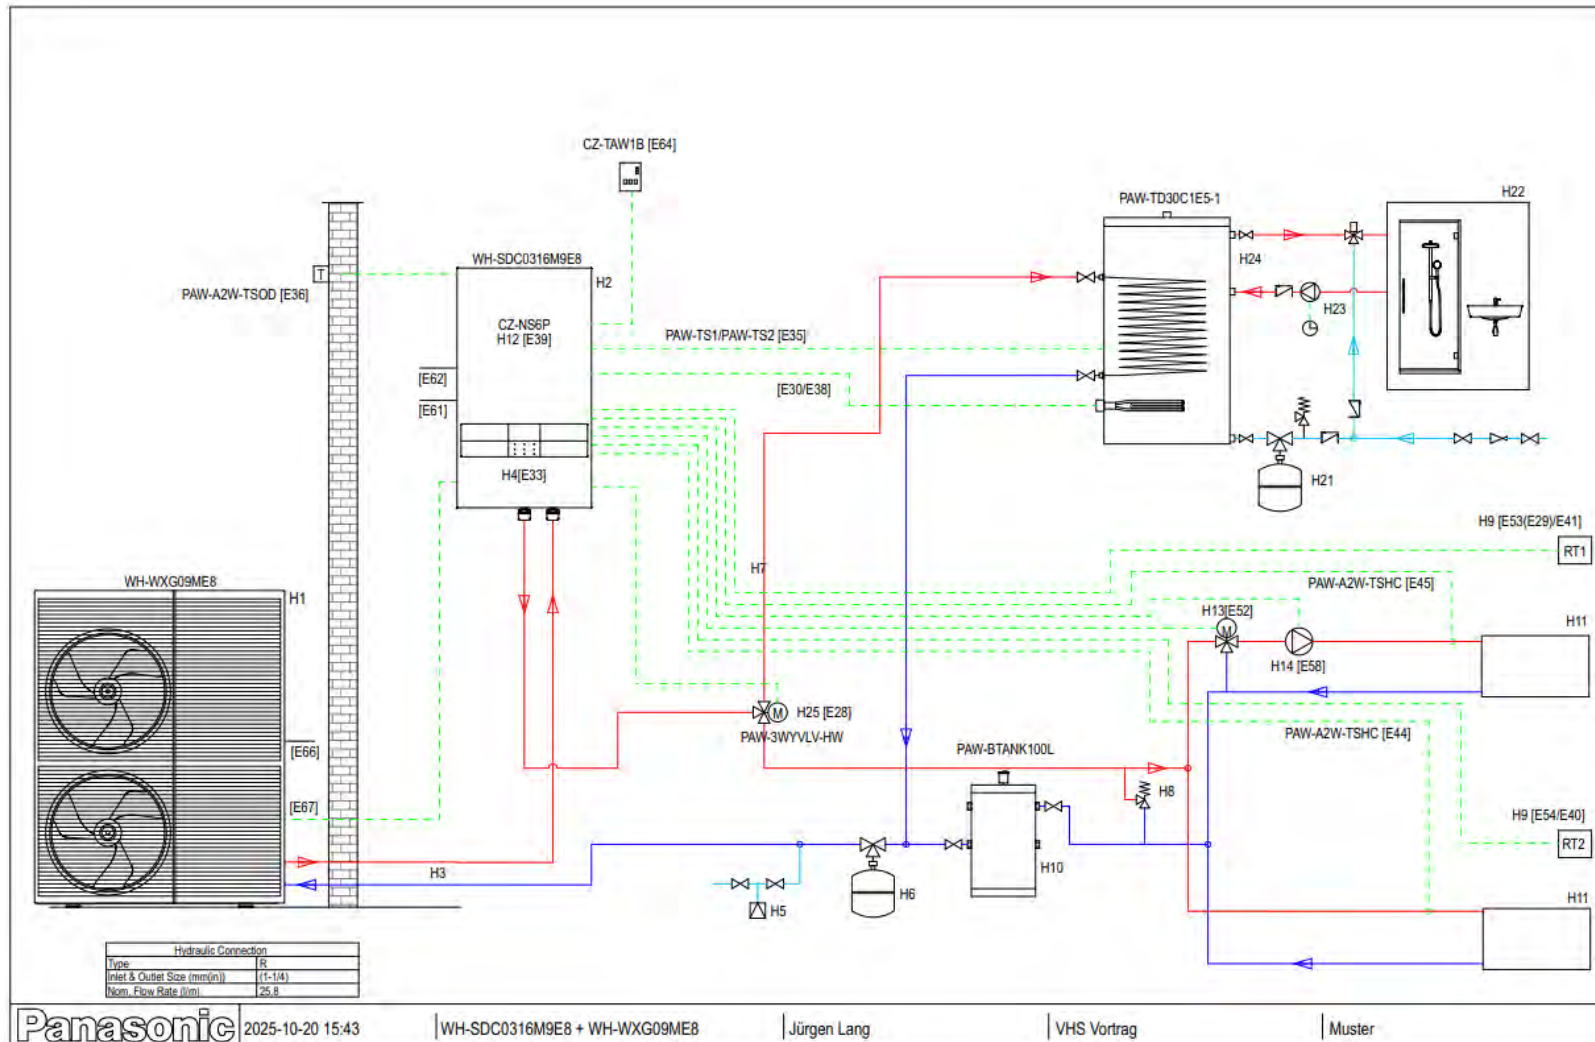 CZ-TAW1B [E64]
PAW-TD30C1E5-1
H22
WH-SDC0316M9E8
H24
H2
T
PAW-A2W-TSOD [E36]
CZ-NS6P
H12 [E39]
PAW-TS1/PAW-TS2 [E35]
H23
[E62]
[E30/E38]
[E61]
H4[E33]
H21
H9 [E53(E29)/E41]
RT1
H7
WH-WXG09ME8
PAW-A2W-TSHC [E45]
H1
H13[E52]
M
H11
H14 [E58]
M
H25 [E28]
PAW-3WYVLV-HW
PAW-A2W-TSHC [E44]
[E66]
PAW-BTANK100L
H8
[E67]
H9 [E54/E40]
RT2
H3
H10
H6
H5
H11
Hydraulic Connection
Type R
Inlet & Outlet Size (mm(in)) (1-1/4)
Nom. Flow Rate (l/m) 25.8
Panasonic 2025-10-20 15:43 WH-SDC0316M9E8 + WH-WXG09ME8 Jürgen Lang VHS Vortrag Muster